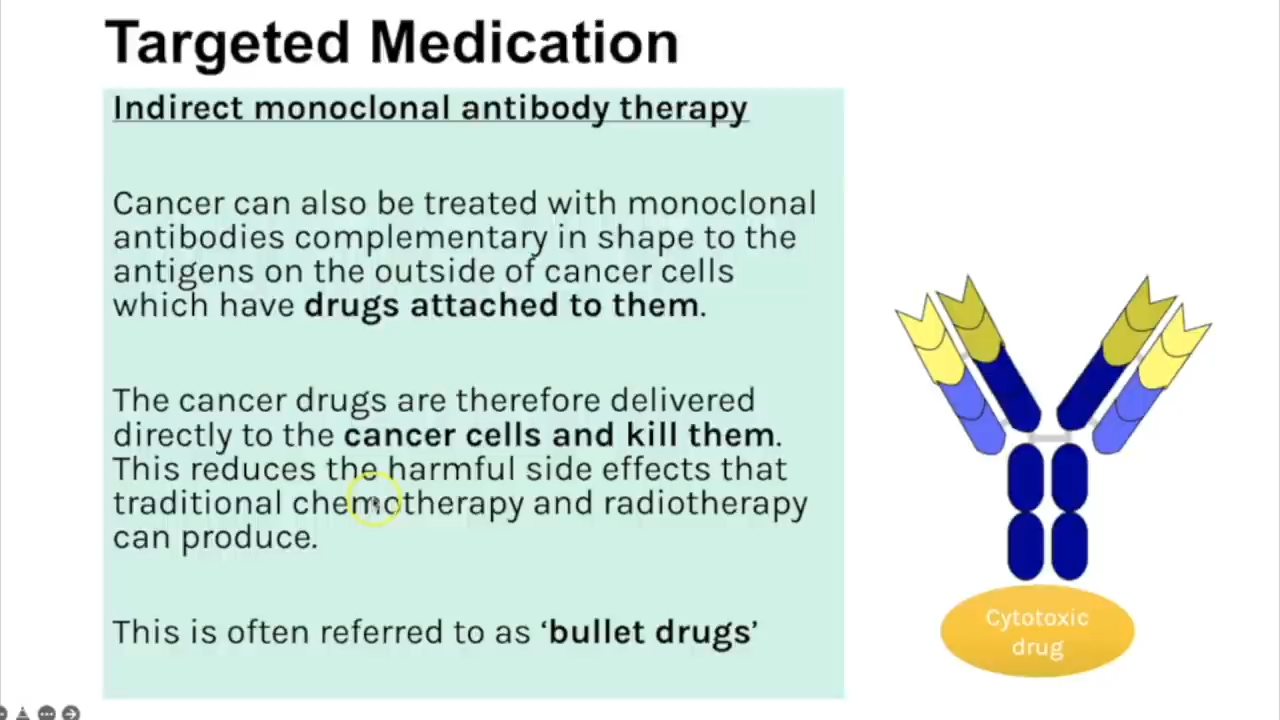 Targeted Medication
Indirect monoclonal antibody therapy
Cancer can also be treated with monoclonal
antibodies complementary in shape to the
antigens on the outside of cancer cells
which have drugs attached to them.
The cancer drugs are therefore delivered
directly to the cancer cells and kill them.
This reduces the harmful side effects that
traditional chemotherapy and radiotherapy
can produce.
This is often referred to as ‘bullet drugs’
Cytotoxic
drug